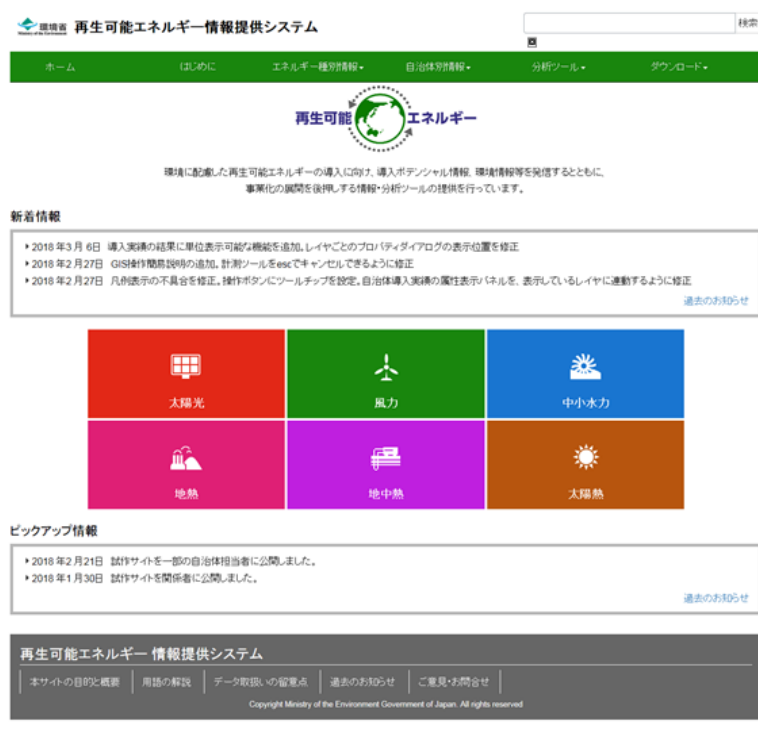 環境省 再生可能エネルギー情報提供システム
検索
ホーム はじめに エネルギー種別情報 自治体別情報 分析ツール ダウンロード
再生可能 エネルギー
環境に配慮した再生可能エネルギーの導入に向け、導入ポテンシャル情報、環境情報等を発信するとともに、
事業化の展開を後押しする情報・分析ツールの提供を行っています。
新着情報
2018年3月 6日 導入実績の結果に単位表示可能な機能を追加。レイヤごとのプロパティダイアログの表示位置を修正
2018年2月27日 GIS操作簡易説明の追加。計測ツールをescでキャンセルできるように修正
2018年2月27日 凡例表示の不具合を修正。操作ボタンにツールチップを設定。自治体導入実績の属性表示パネルを、表示しているレイヤに連動するように修正
過去のお知らせ
太陽光 風力 中小水力
地熱 地中熱 太陽熱
ピックアップ情報
2018年2月21日 試作サイトを一部の自治体担当者に公開しました。
2018年1月30日 試作サイトを関係者に公開しました。
過去のお知らせ
再生可能エネルギー 情報提供システム
本サイトの目的と概要 用語の解説 データ取扱いの留意点 過去のお知らせ ご意見・お問合せ
Copyright Ministry of the Environment Government of Japan. All rights reserved